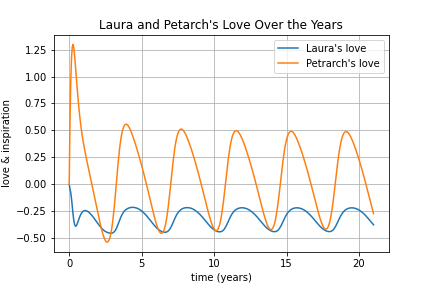 Laura and Petarch's Love Over the Years
Laura's love
Petrarch's love
love & inspiration
1.25
1.00
0.75
0.50
0.25
0.00
−0.25
−0.50
0 5 10 15 20
time (years)